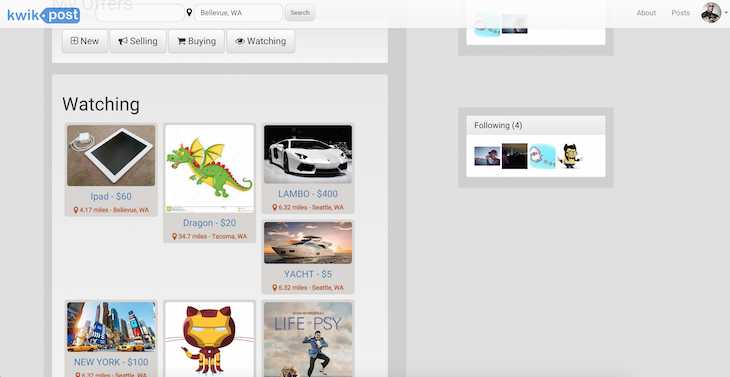 My Offers
kwik post
Bellevue, WA
Search
About
Posts
New
Selling
Buying
Watching
Watching
Ipad - $60
4.17 miles - Bellevue, WA
Dragon - $20
34.7 miles - Tacoma, WA
LAMBO - $400
6.32 miles - Seattle, WA
YACHT - $5
6.32 miles - Seattle, WA
NEW YORK - $100
6.32 miles - Seattle, WA
LIFE OF PSY
Following (4)